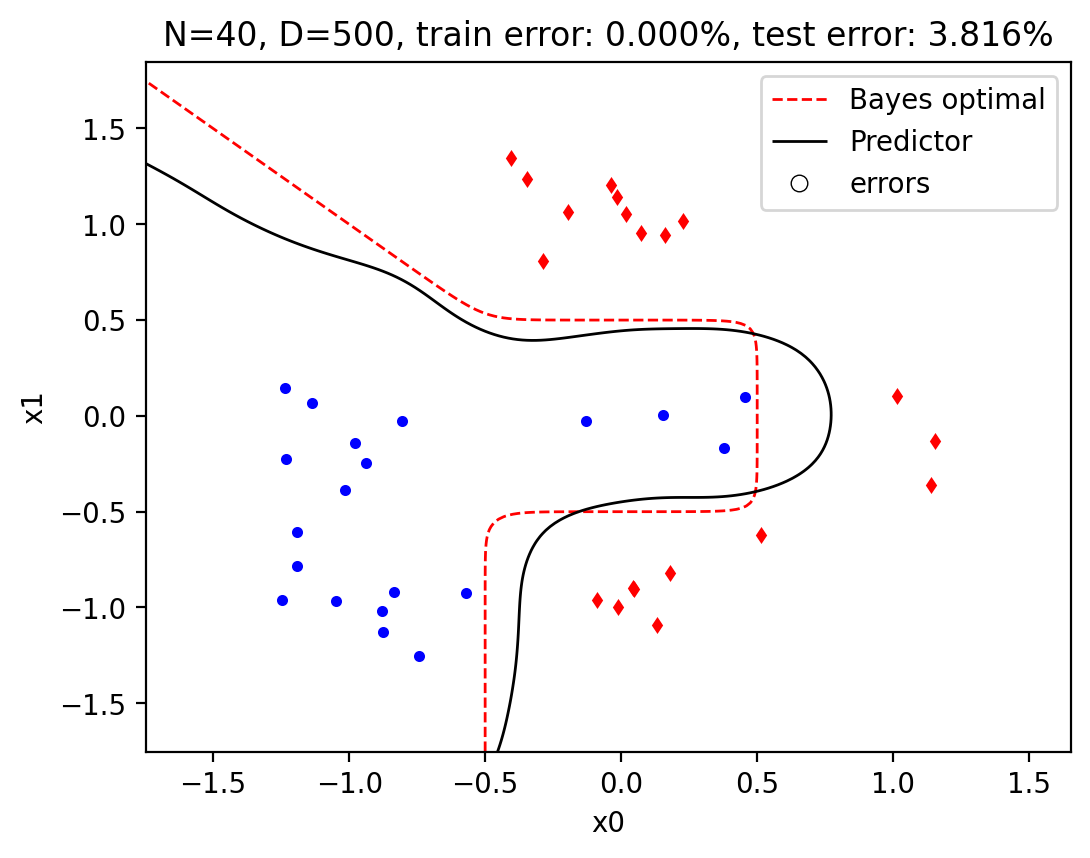 N=40, D=500, train error: 0.000%, test error: 3.816%
Bayes optimal
Predictor
errors
1.5
1.0
0.5
0.0
−0.5
−1.0
−1.5
x1
−1.5 −1.0 −0.5 0.0 0.5 1.0 1.5
x0